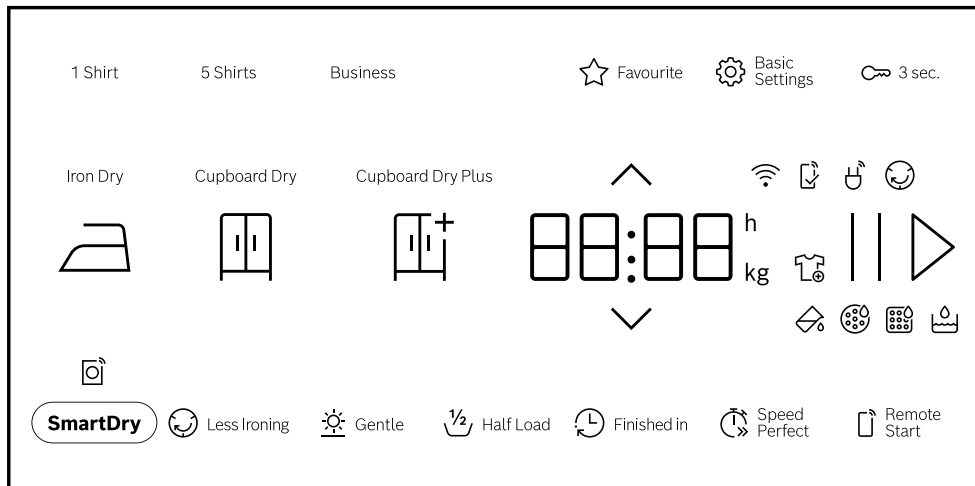 1 Shirt
5 Shirts
Business
Favourite
Basic
Settings
3 sec.
Iron Dry
Cupboard Dry
Cupboard Dry Plus
88:88
h
kg
SmartDry
Less Ironing
Gentle
½
Half Load
Finished in
Speed
Perfect
Remote
Start